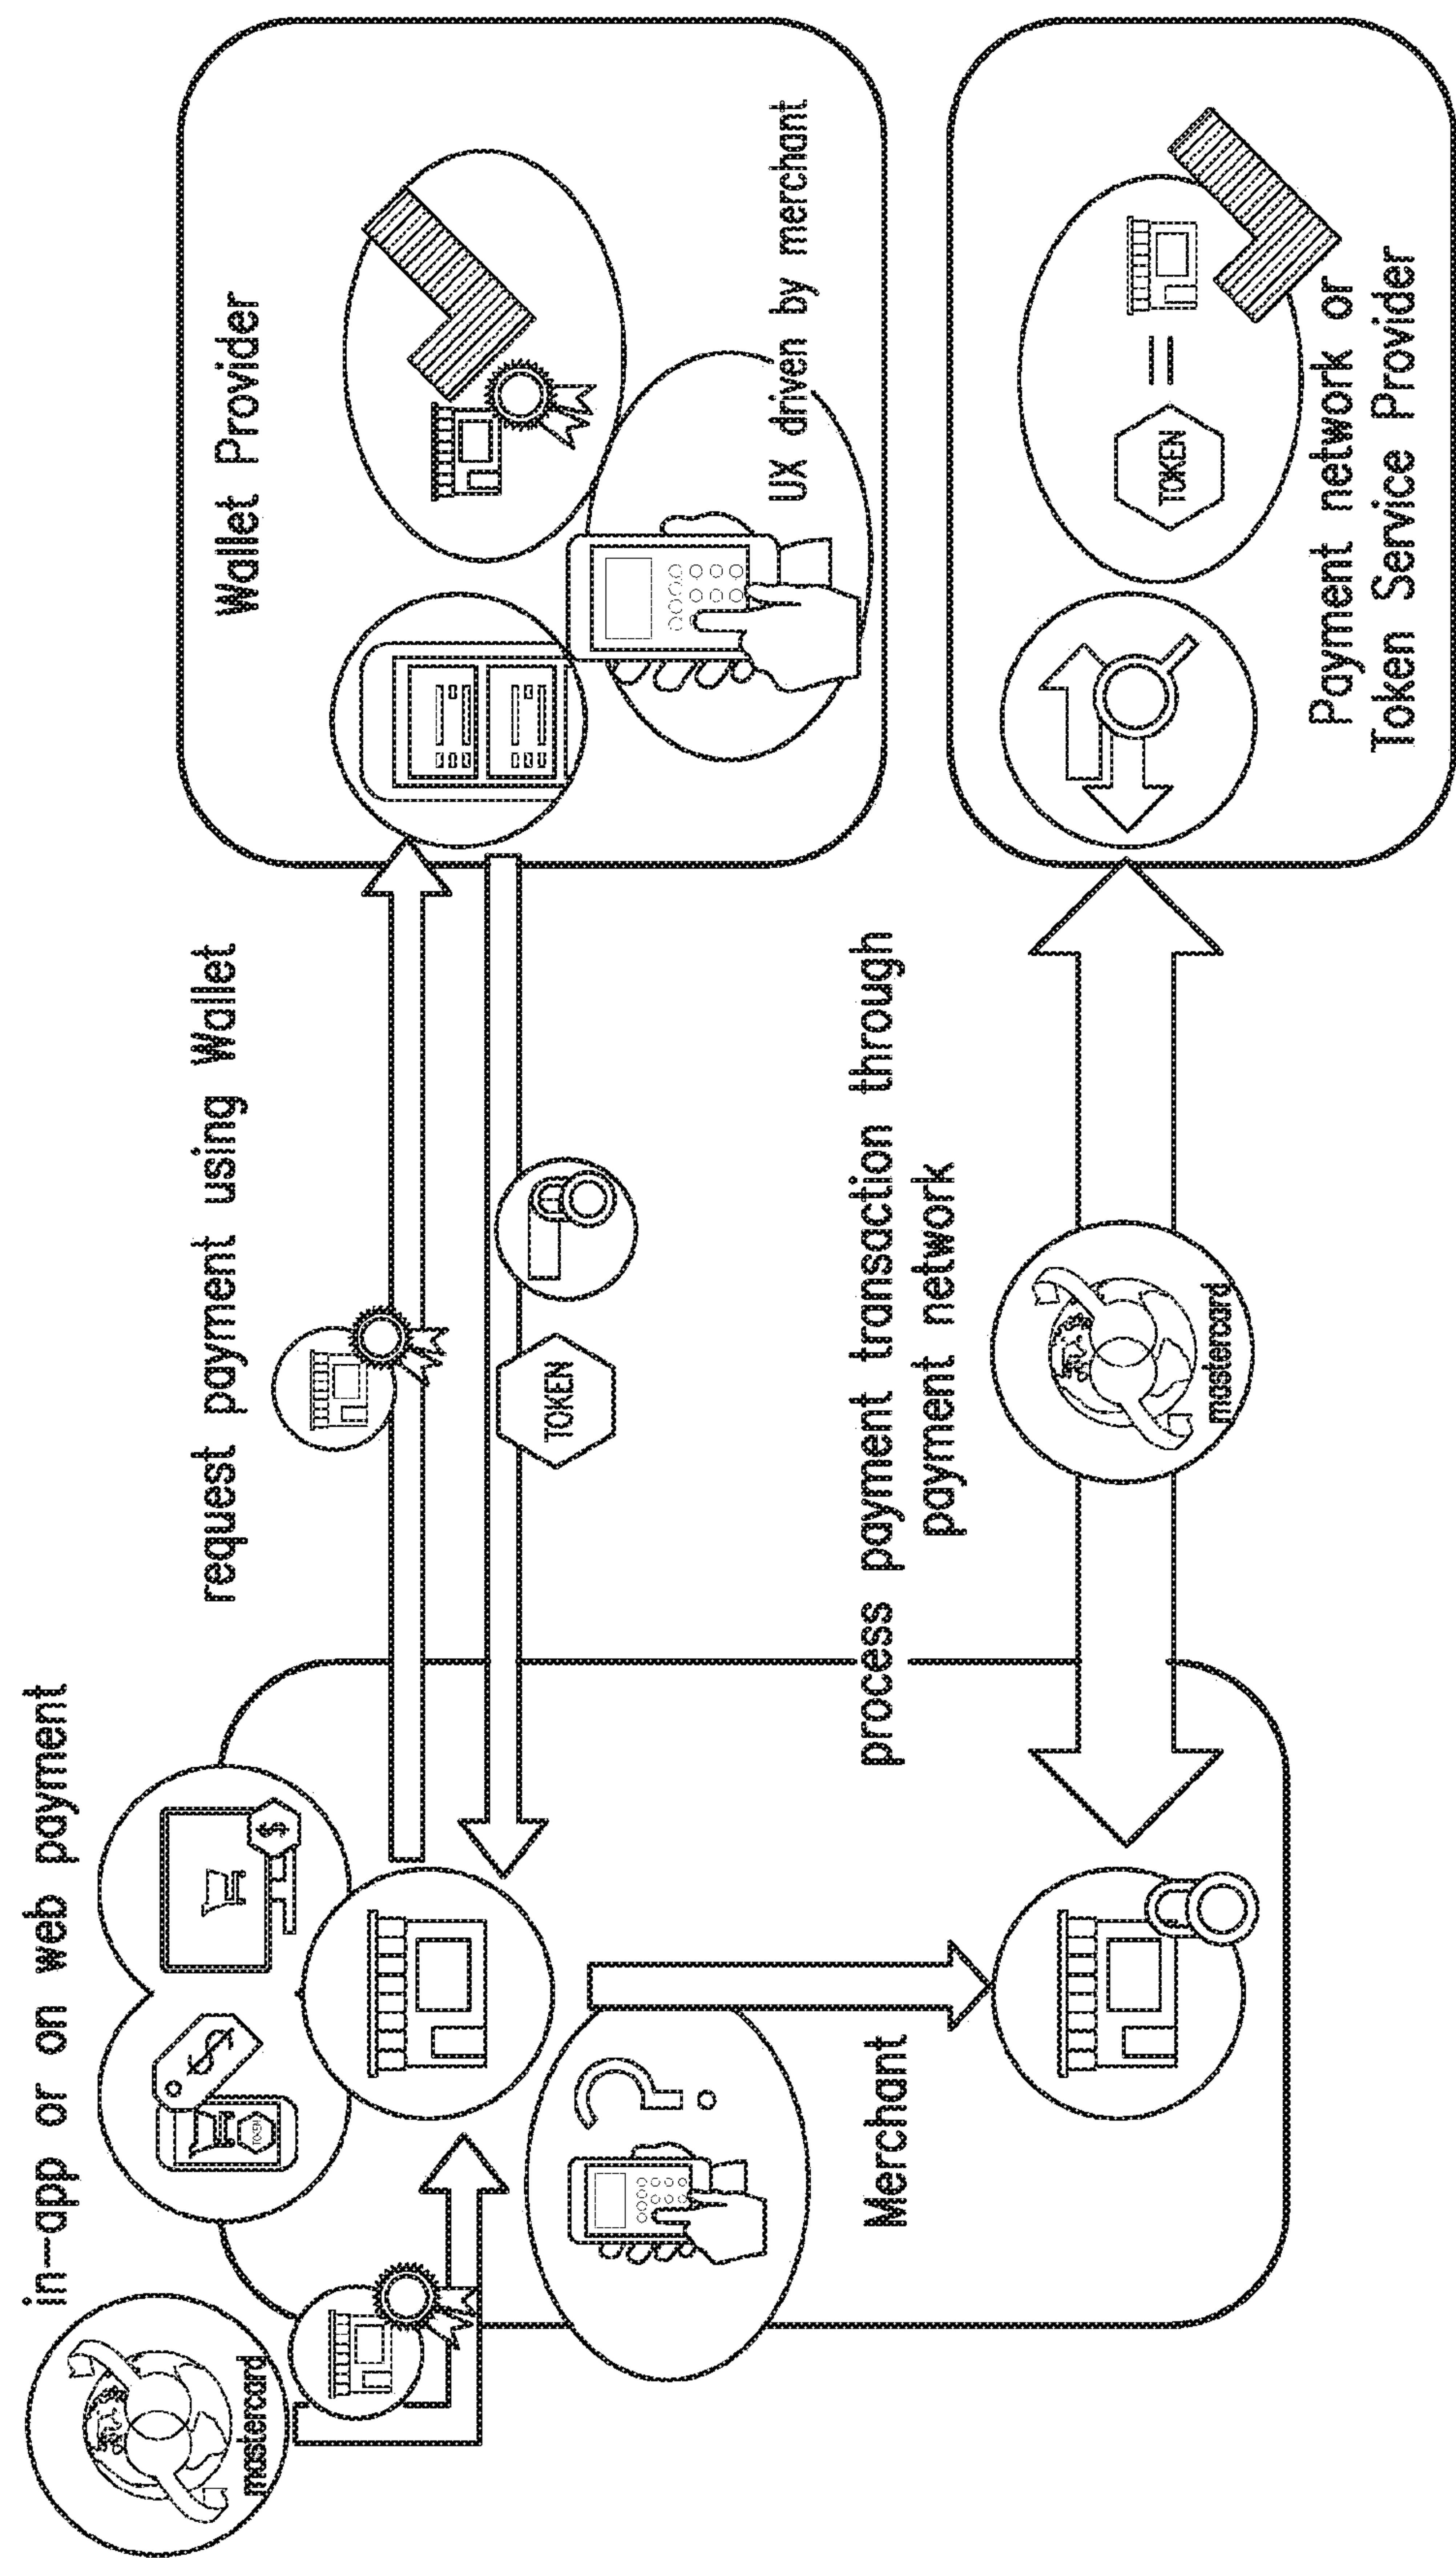 in-app or on web payment
mastercard
$
$
TOKEN
Merchant
request payment using Wallet
TOKEN
process payment transaction through
payment network
mastercard
Wallet Provider
UX driven by merchant
TOKEN
=
Payment network or
Token Service Provider
?